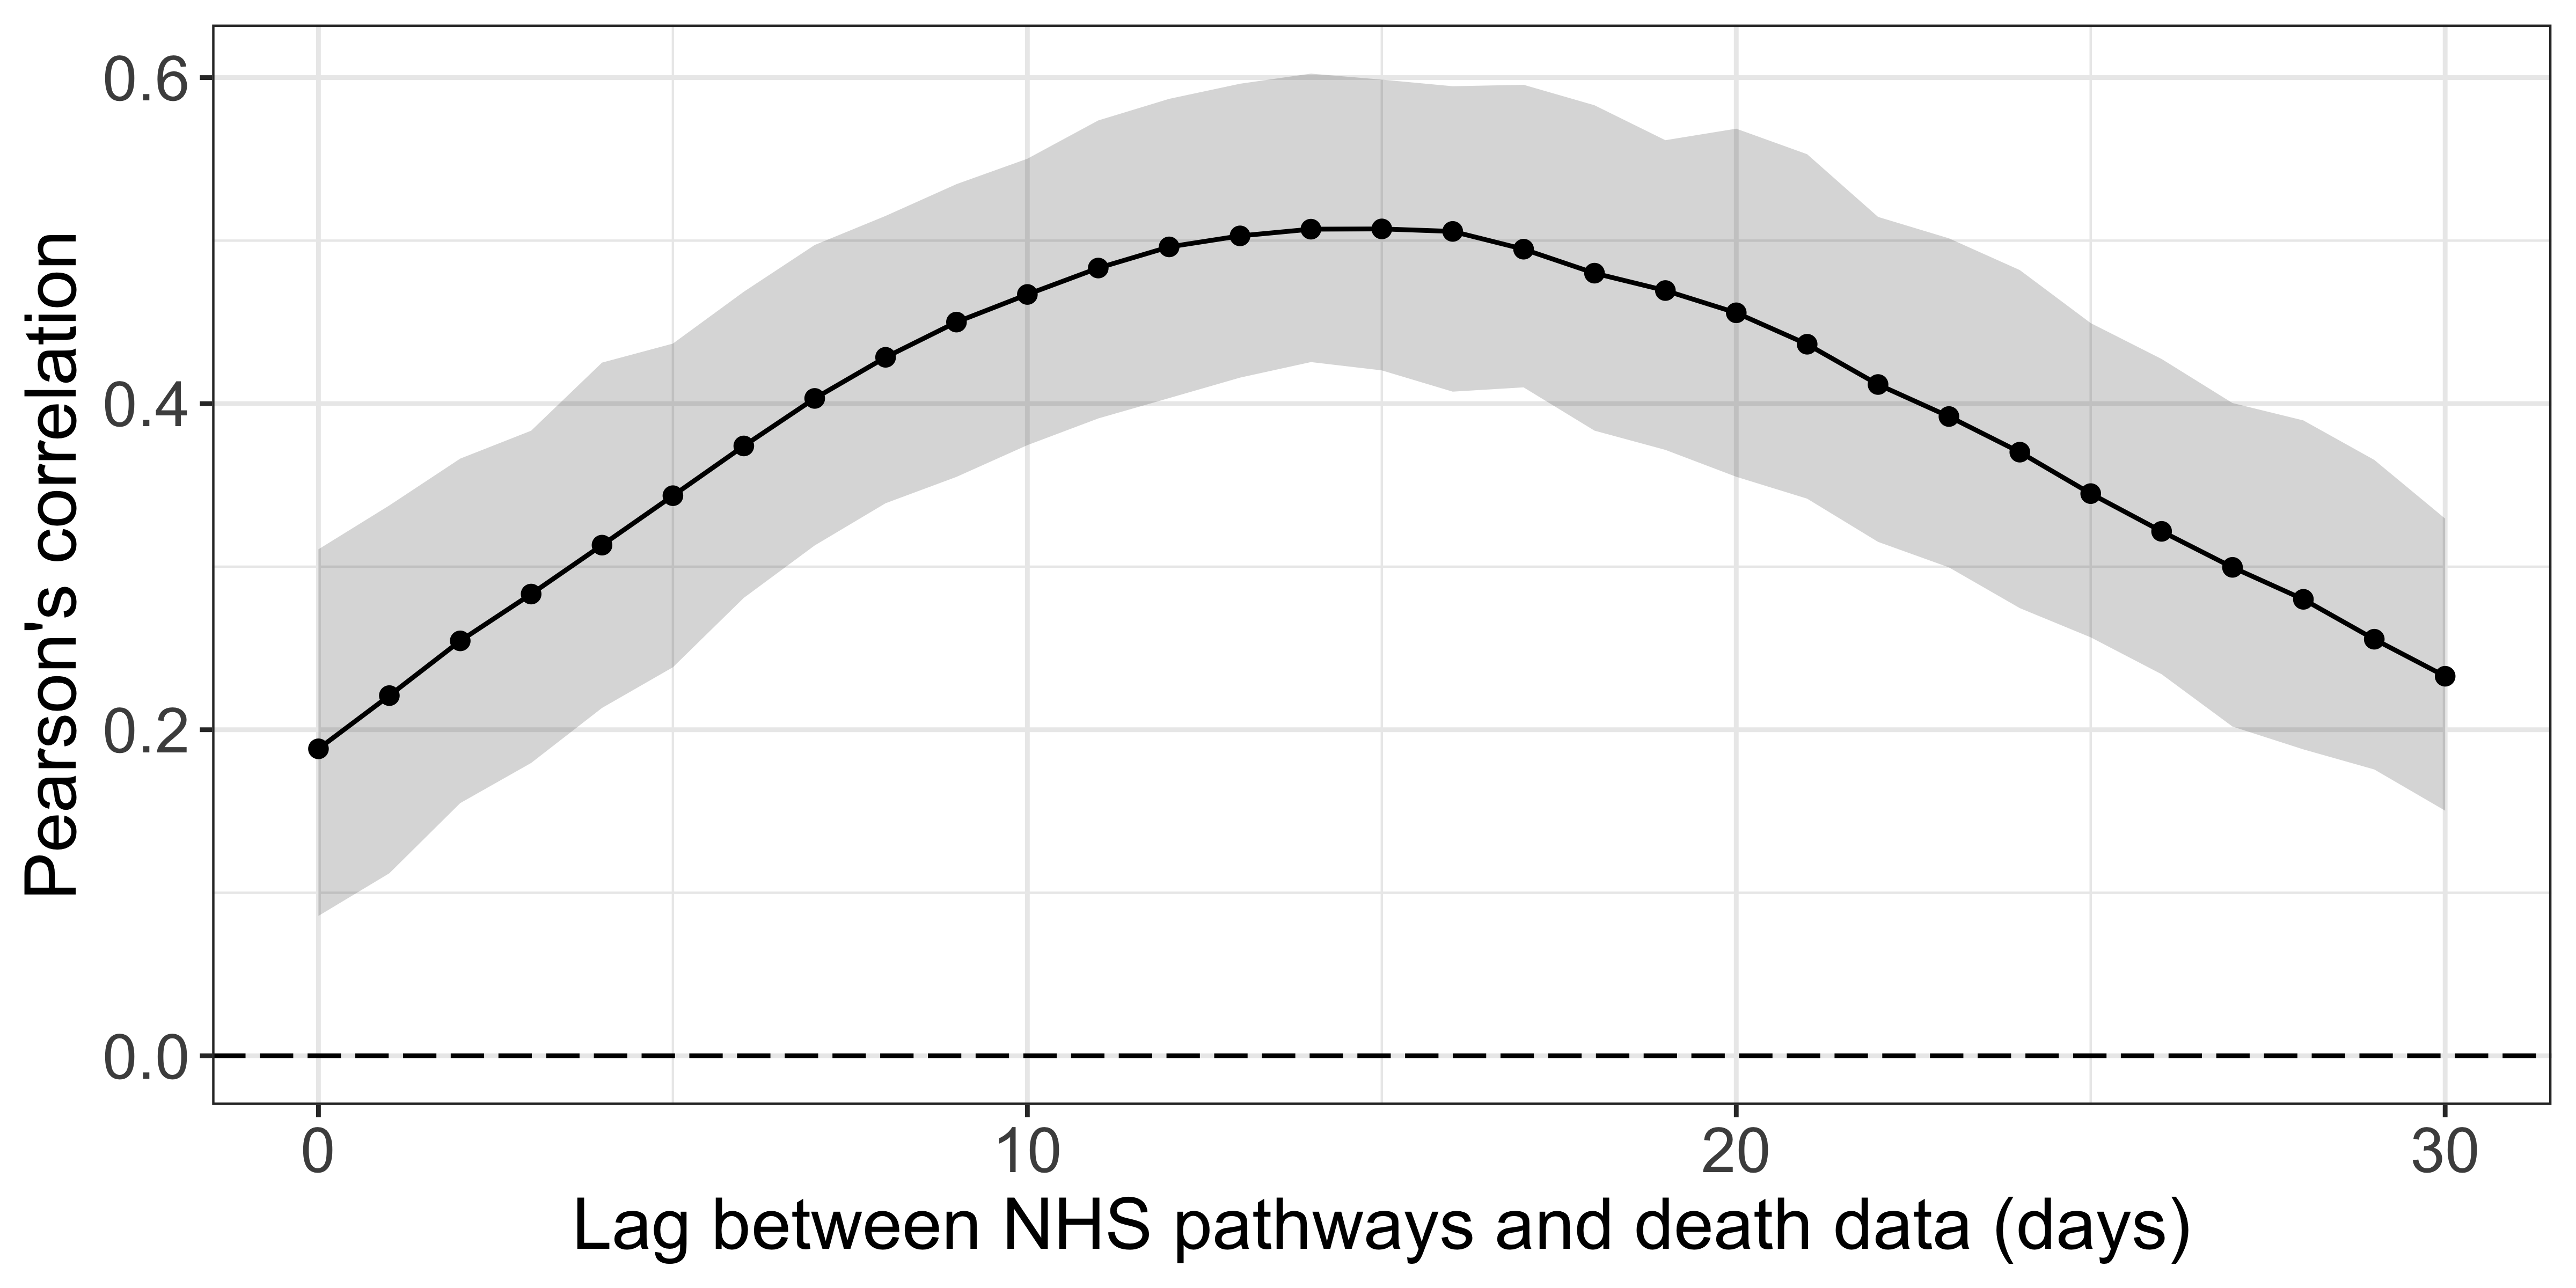 Pearson's correlation
0.6
0.4
0.2
0.0
0 10 20 30
Lag between NHS pathways and death data (days)